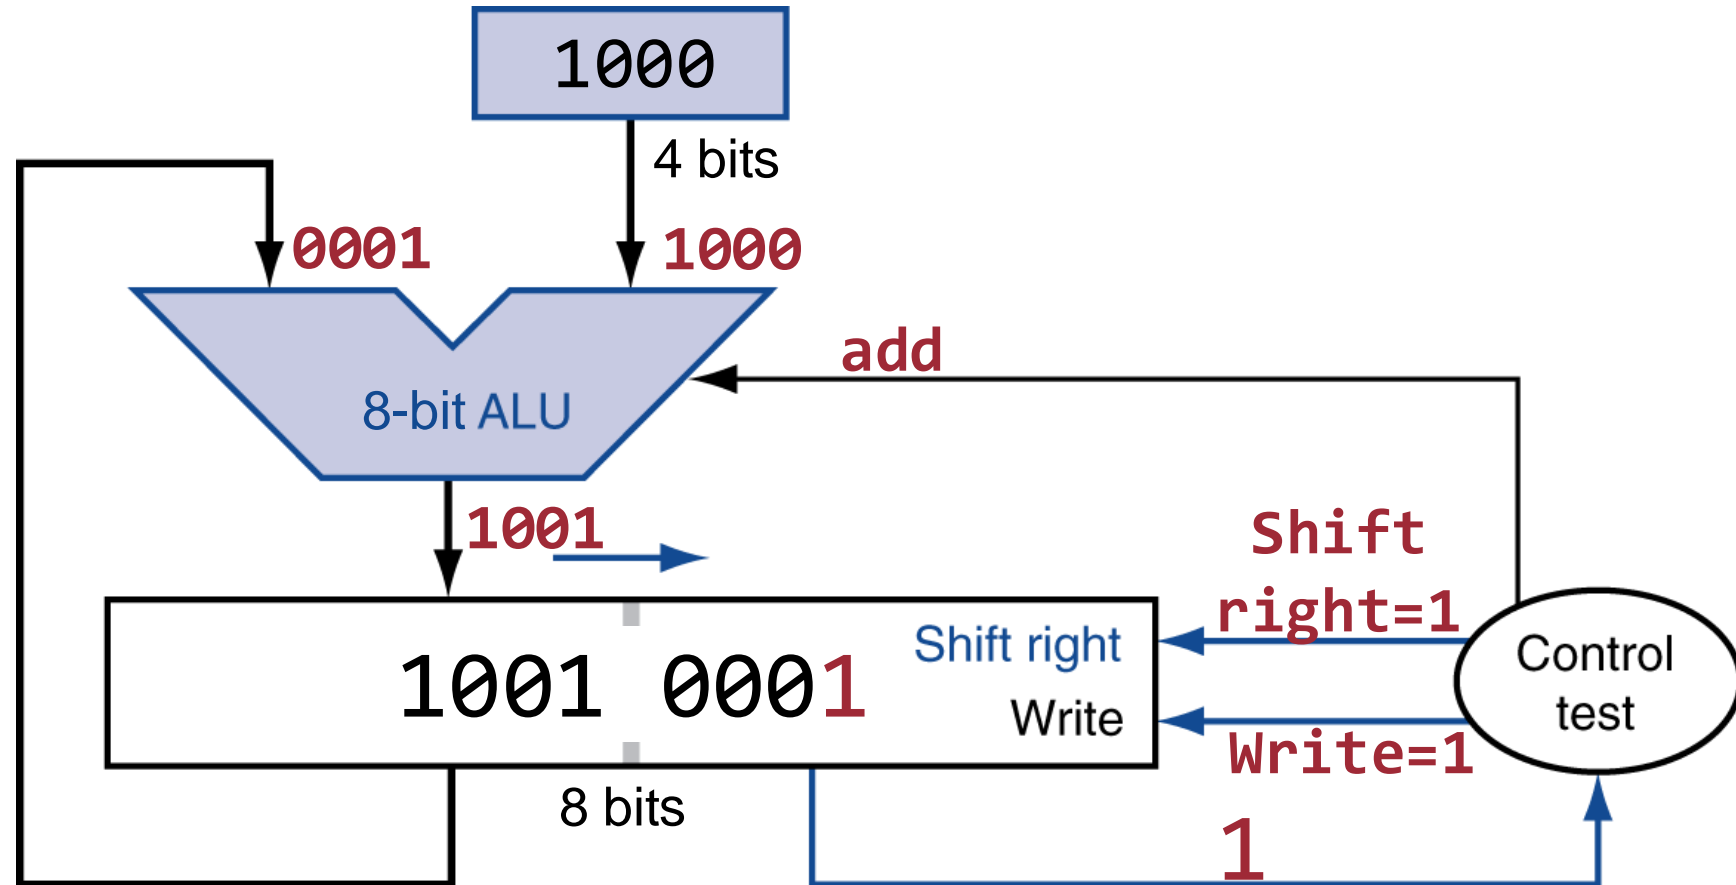 1000
4 bits
0001
1000
add
8-bit ALU
1001
Shift
right=1
Shift right
Control
test
1001 0001
Write
Write=1
8 bits
1